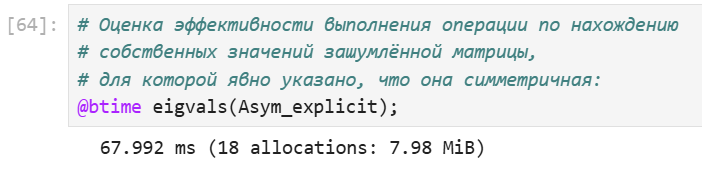 [64]: # Оценка эффективности выполнения операции по нахождению
# собственных значений зашумлённой матрицы,
# для которой явно указано, что она симметричная:
@btime eigvals(Asym_explicit);
67.992 ms (18 allocations: 7.98 MiB)